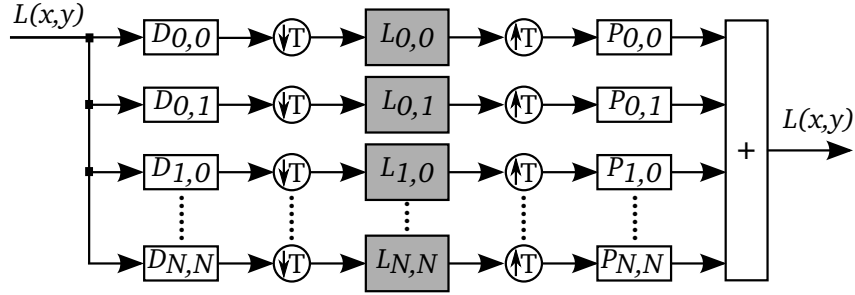 L(x,y)
D0,0 ↓T L0,0 ↑T P0,0
D0,1 ↓T L0,1 ↑T P0,1
L(x,y)
+
D1,0 ↓T L1,0 ↑T P1,0
DN,N ↓T LN,N ↑T PN,N